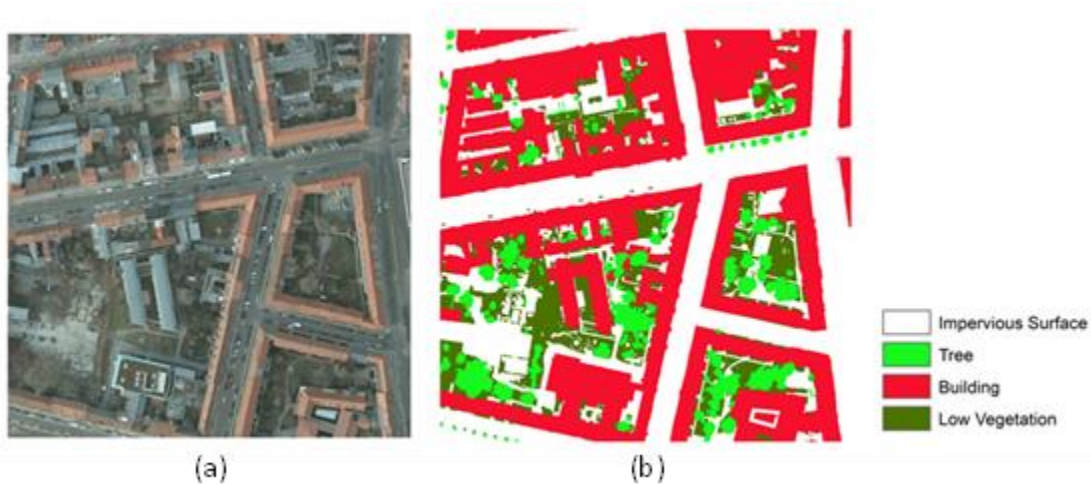 Impervious Surface
Tree
Building
Low Vegetation
(a)
(b)